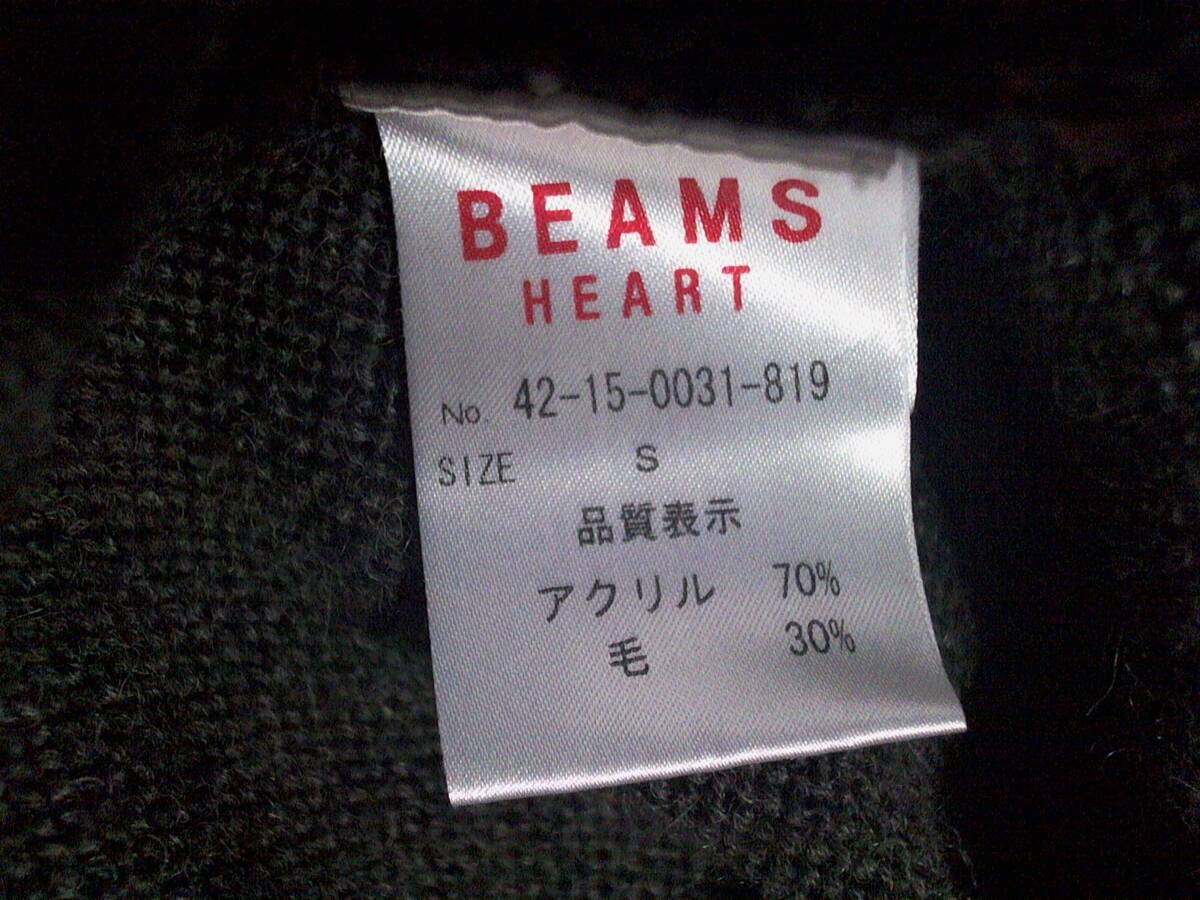 BEAMS
HEART
No. 42-15-0031-819
SIZE S
品質表示
アクリル 70%
毛 30%